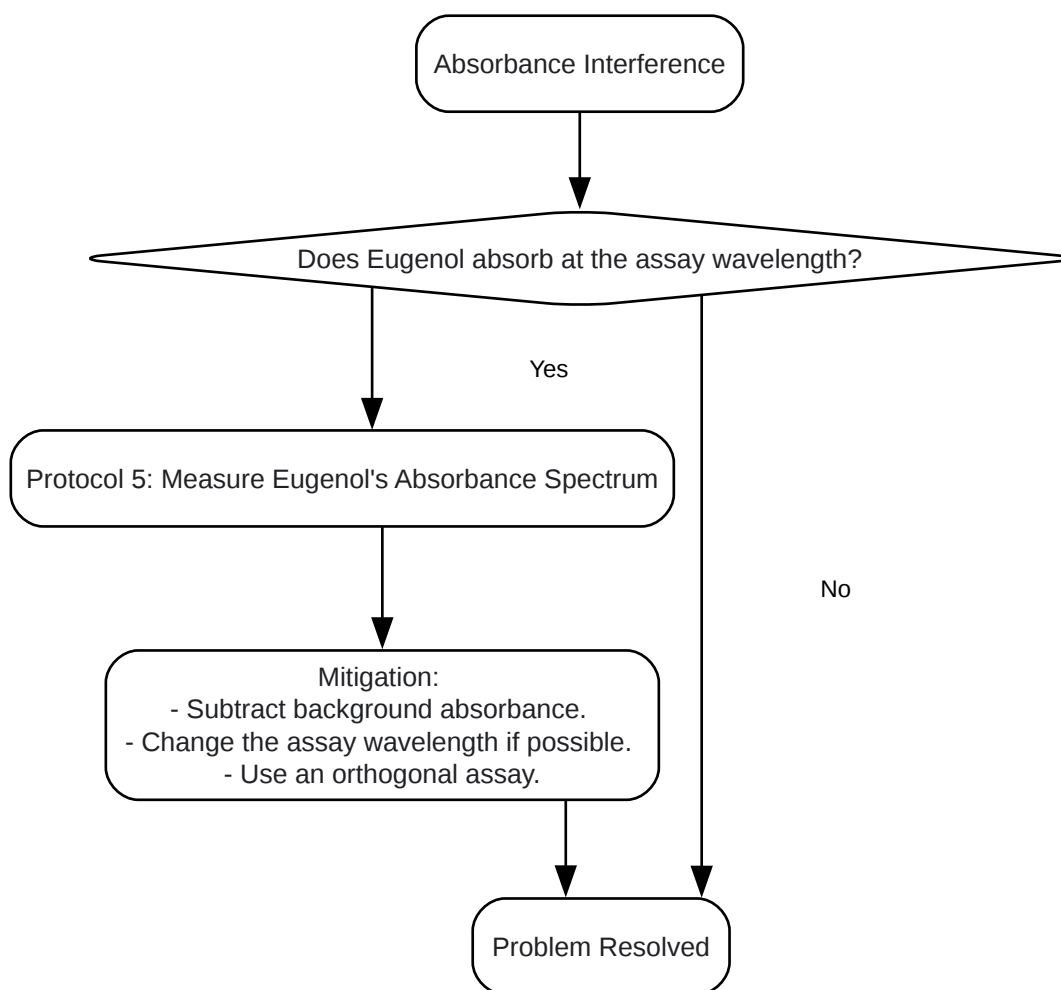 Absorbance Interference
Does Eugenol absorb at the assay wavelength?
Yes
Protocol 5: Measure Eugenol's Absorbance Spectrum
No
Mitigation:
- Subtract background absorbance.
- Change the assay wavelength if possible.
- Use an orthogonal assay.
Problem Resolved